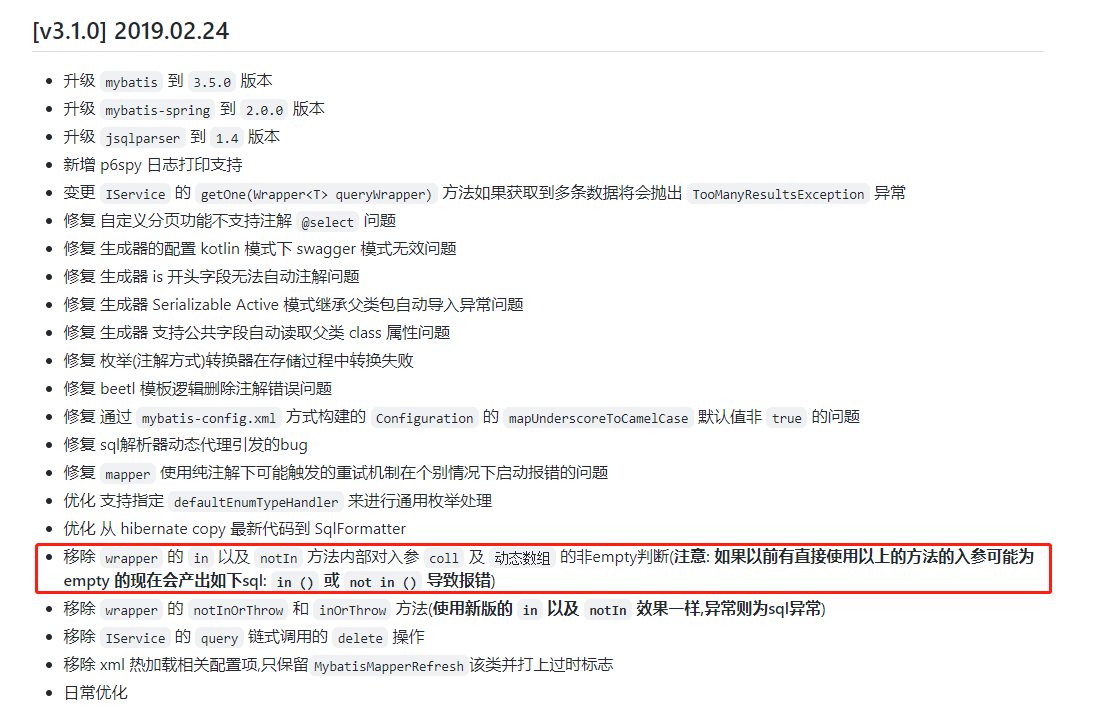 [v3.1.0] 2019.02.24
升级 mybatis 到 3.5.0 版本
升级 mybatis-spring 到 2.0.0 版本
升级 jsqlparser 到 1.4 版本
新增 p6spy 日志打印支持
变更 IService 的 getOne(Wrapper<T> queryWrapper) 方法如果获取到多条数据将会抛出 TooManyResultsException 异常
修复 自定义分页功能不支持注解 @select 问题
修复 生成器的配置 kotlin 模式下 swagger 模式无效问题
修复 生成器 is 开头字段无法自动注解问题
修复 生成器 Serializable Active 模式继承父类包自动导入异常问题
修复 生成器 支持公共字段自动读取父类 class 属性问题
修复 枚举(注解方式)转换器在存储过程中转换失败
修复 beetl 模板逻辑删除注解错误问题
修复 通过 mybatis-config.xml 方式构建的 Configuration 的 mapUnderscoreToCamelCase 默认值非 true 的问题
修复 sql解析器动态代理引发的bug
修复 mapper 使用纯注解下可能触发的重试机制在个别情况下启动报错的问题
优化 支持指定 defaultEnumTypeHandler 来进行通用枚举处理
优化 从 hibernate copy 最新代码到 SqlFormatter
移除 wrapper 的 in 以及 notIn 方法内部对入参 coll 及 动态数组 的非empty判断(注意: 如果以前有直接使用以上的方法的入参可能为
empty 的现在会产出如下sql: in () 或 not in () 导致报错)
移除 wrapper 的 notInOrThrow 和 inOrThrow 方法(使用新版的 in 以及 notIn 效果一样,异常则为sql异常)
移除 IService 的 query 链式调用的 delete 操作
移除 xml 热加载相关配置项,只保留 MybatisMapperRefresh 该类并打上过时标志
日常优化